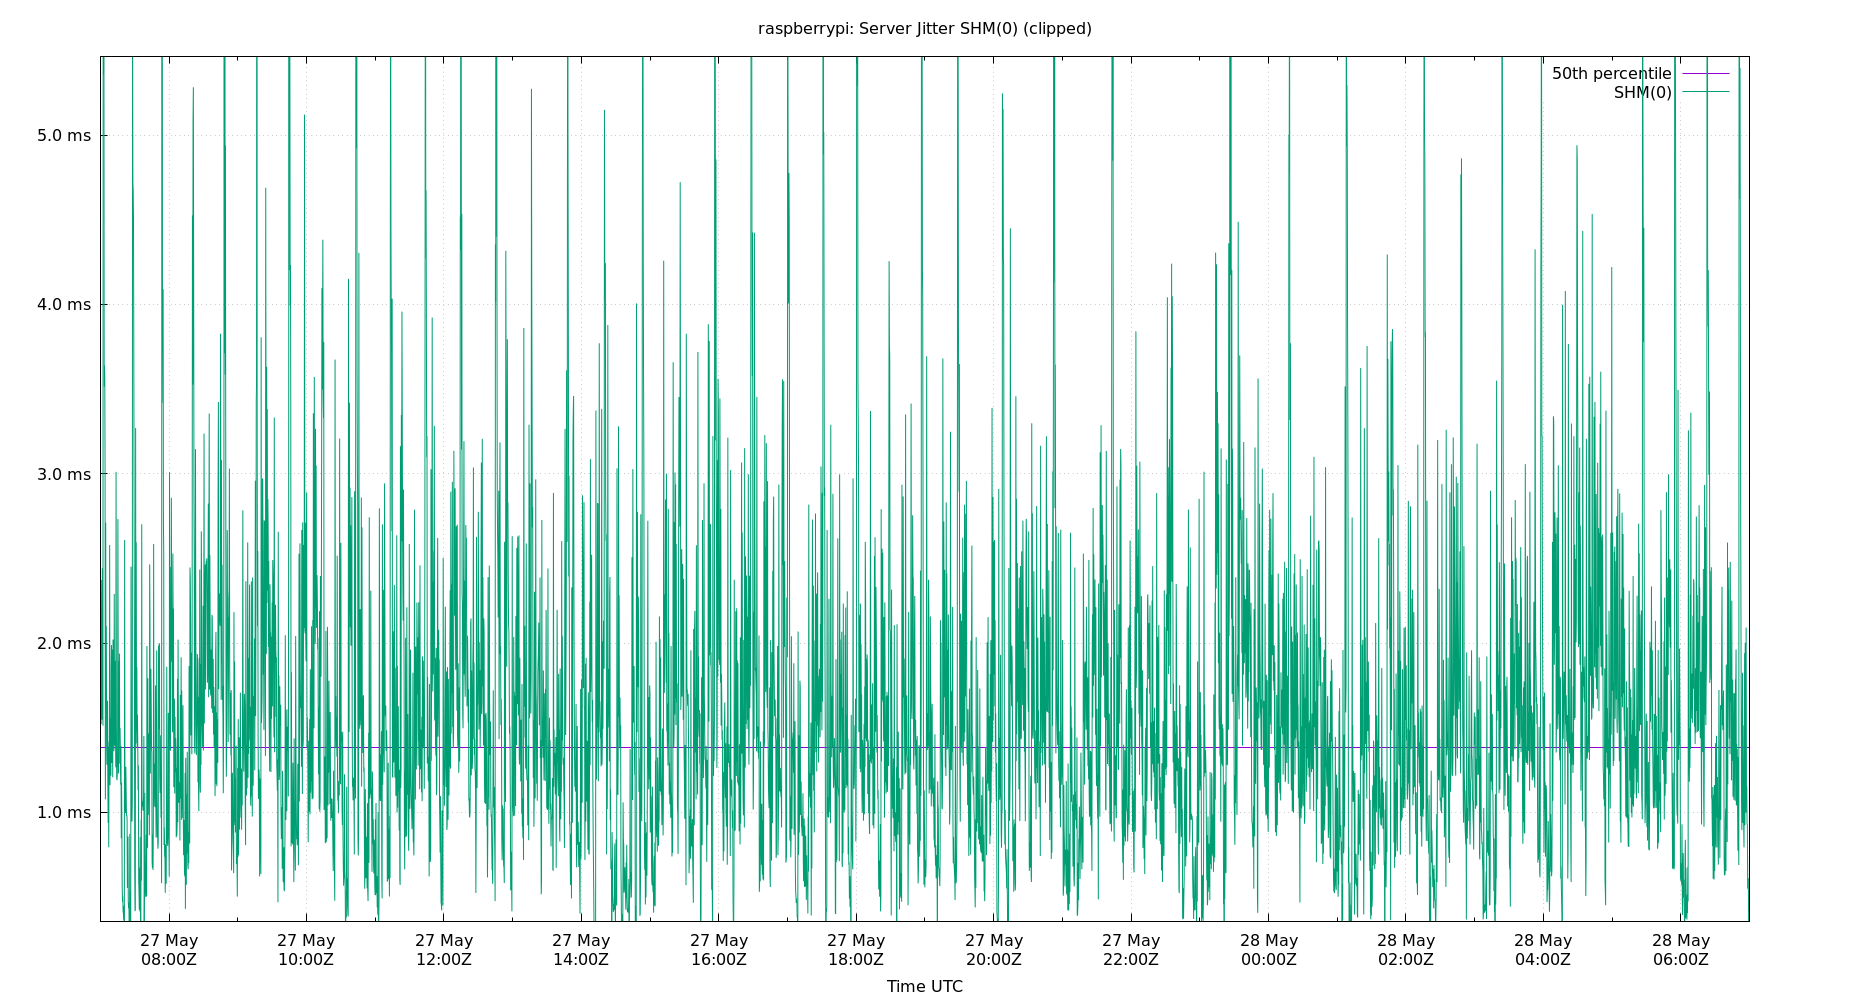 raspberrypi: Server Jitter SHM(0) (clipped)
50th percentile
SHM(0)
5.0 ms
4.0 ms
3.0 ms
2.0 ms
1.0 ms
27 May 27 May 27 May 27 May 27 May 27 May 27 May 27 May 28 May 28 May 28 May 28 May
08:00Z 10:00Z 12:00Z 14:00Z 16:00Z 18:00Z 20:00Z 22:00Z 00:00Z 02:00Z 04:00Z 06:00Z
Time UTC